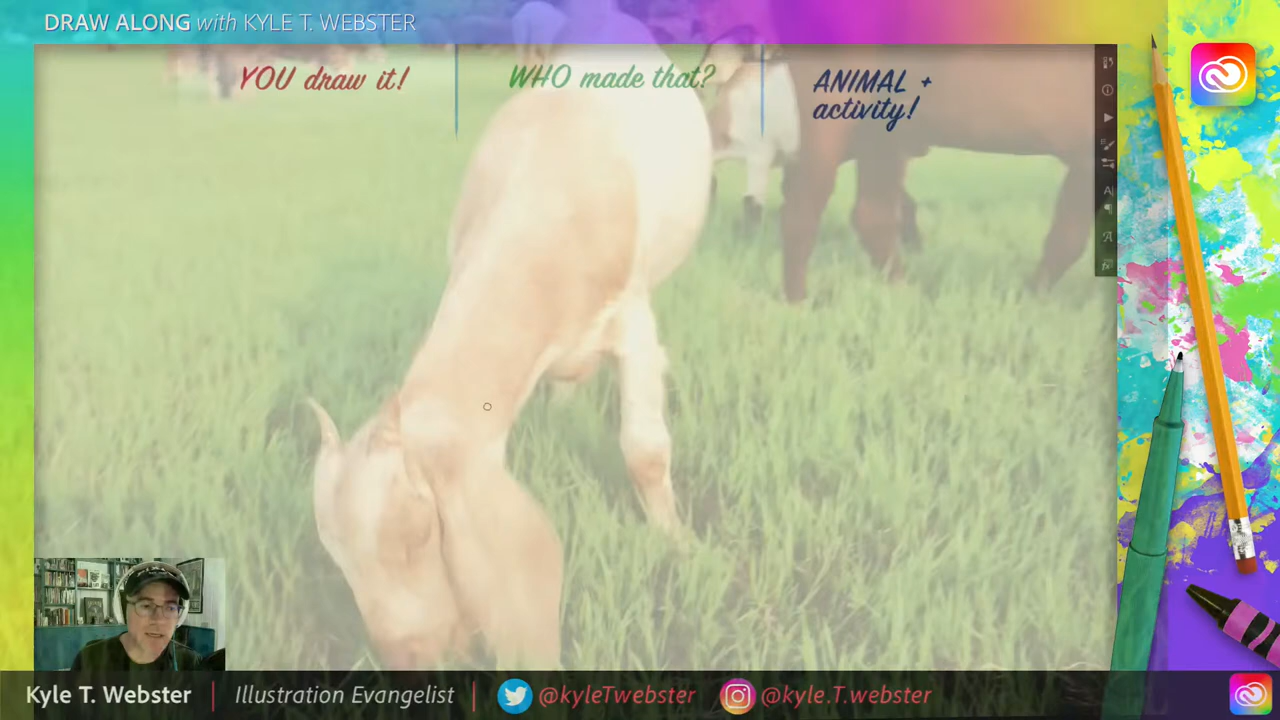 DRAW ALONG with KYLE T. WEBSTER
YOU draw it!
WHO made that?
ANIMAL +
activity!
Kyle T. Webster | Illustration Evangelist | @kyleTwebster @kyle.T.webster